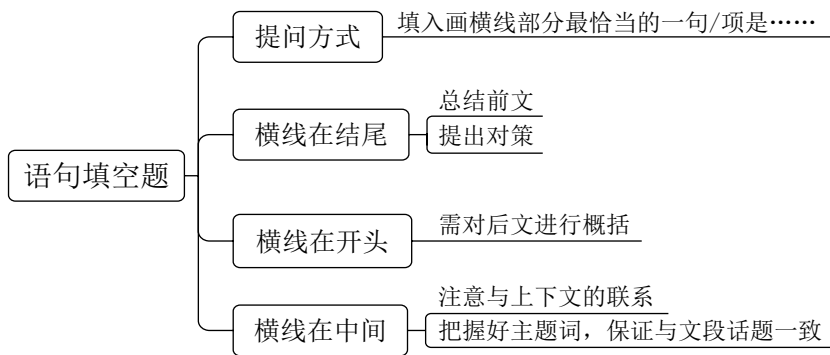 语句填空题
提问方式
填入画横线部分最恰当的一句/项是……
横线在结尾
总结前文
提出对策
横线在开头
需对后文进行概括
横线在中间
注意与上下文的联系
把握好主题词，保证与文段话题一致